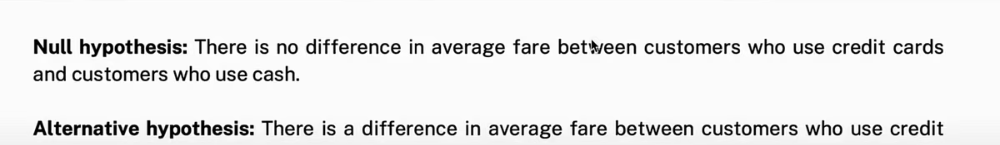 Null hypothesis: There is no difference in average fare between customers who use credit cards
and customers who use cash.
Alternative hypothesis: There is a difference in average fare between customers who use credit